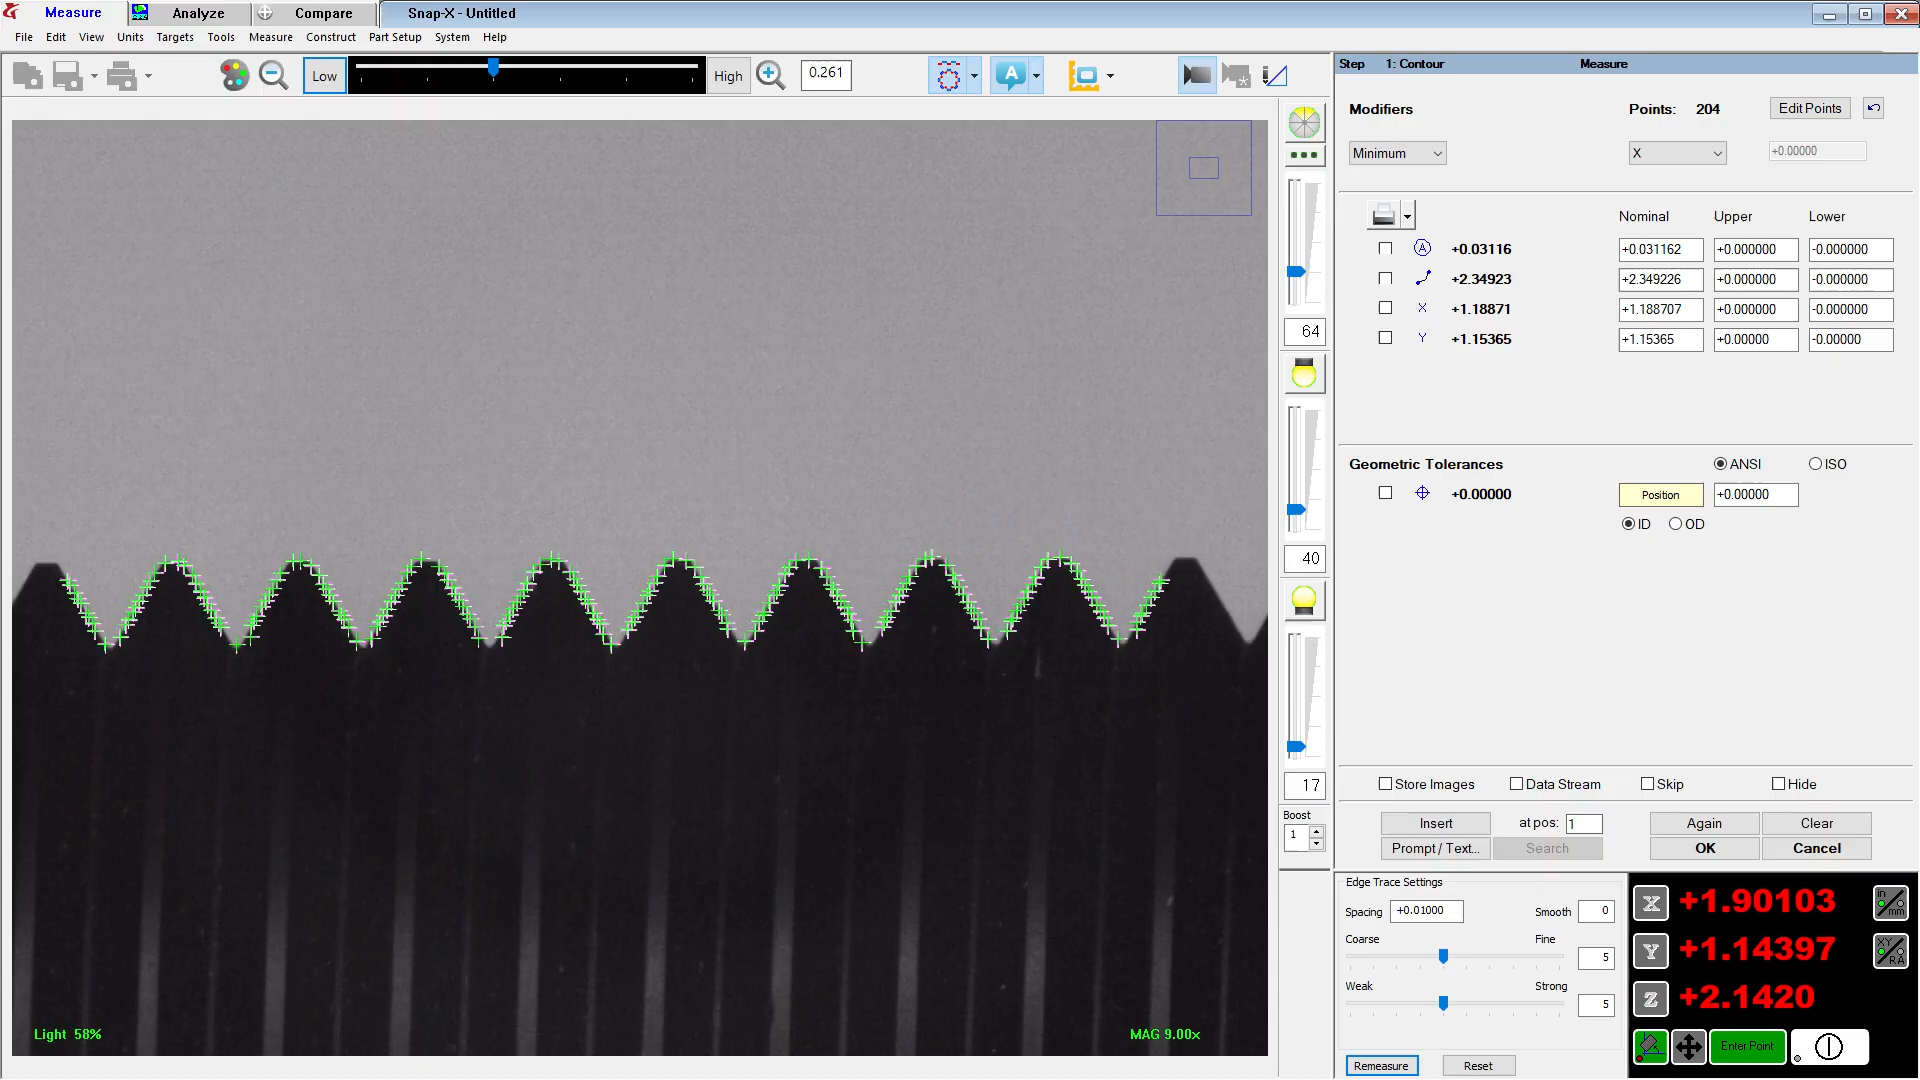 Measure Analyze Compare Snap-X - Untitled
File Edit View Units Targets Tools Measure Construct Part Setup System Help
Low High 0.261
Step 1: Contour Measure
Modifiers Points: 204 Edit Points
Minimum X +0.00000
Nominal Upper Lower
A +0.03116 +0.031162 +0.000000 -0.000000
+2.34923 +2.349226 +0.000000 -0.000000
X +1.18871 +1.188707 +0.000000 -0.000000
Y +1.15365 +1.15365 +0.00000 -0.00000
64
40
17
Boost
1
Geometric Tolerances ANSI ISO
+0.00000 Position +0.00000
ID OD
Store Images Data Stream Skip Hide
Insert at pos: 1 Again Clear
Prompt / Text... Search OK Cancel
Edge Trace Settings
Spacing +0.01000 Smooth 0
Coarse Fine
5
Weak Strong
5
Remeasure Reset
X +1.90103 in mm
Y +1.14397 XY RA
Z +2.1420
Enter Point
Light 58%
MAG 9.00x